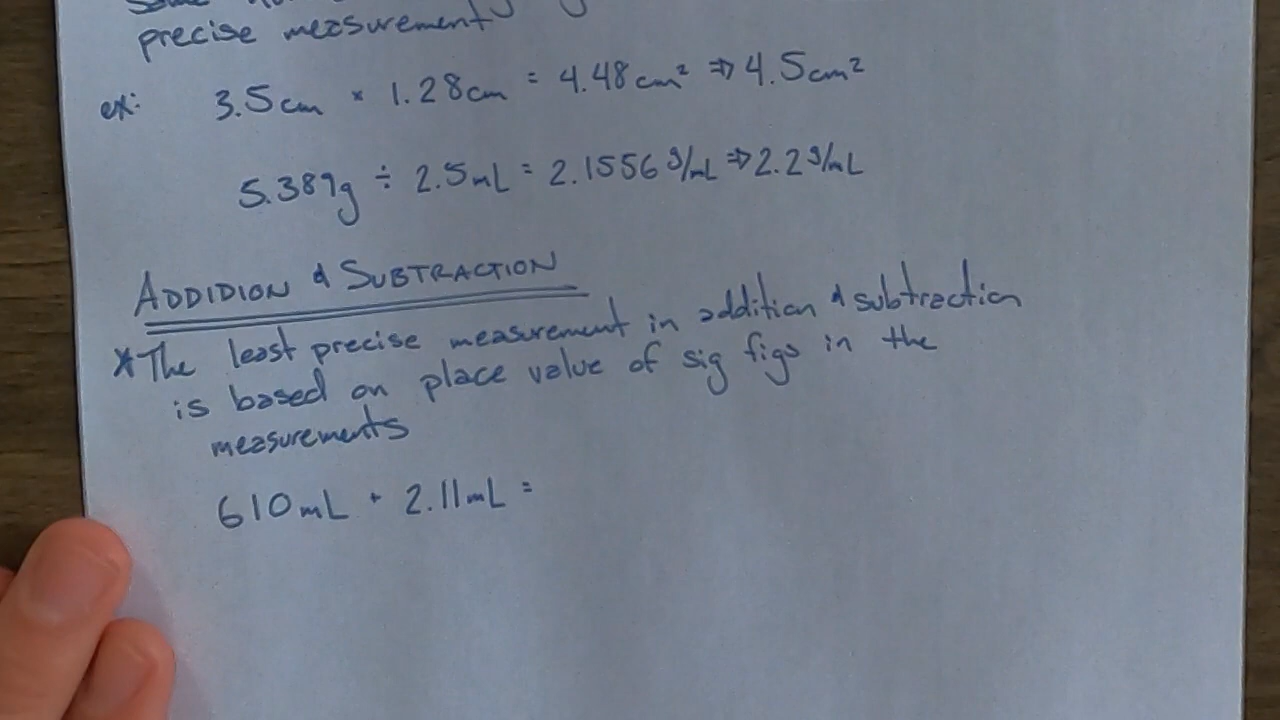 precise measurement
ex: 3.5cm × 1.28cm = 4.48cm² ⇒ 4.5cm²
5.389g ÷ 2.5mL = 2.1556 g/mL ⇒ 2.2 g/mL
ADDIDION & SUBTRACTION
*The least precise measurement in addition & subtraction
is based on place value of sig figs in the
measurements
610mL + 2.11mL =